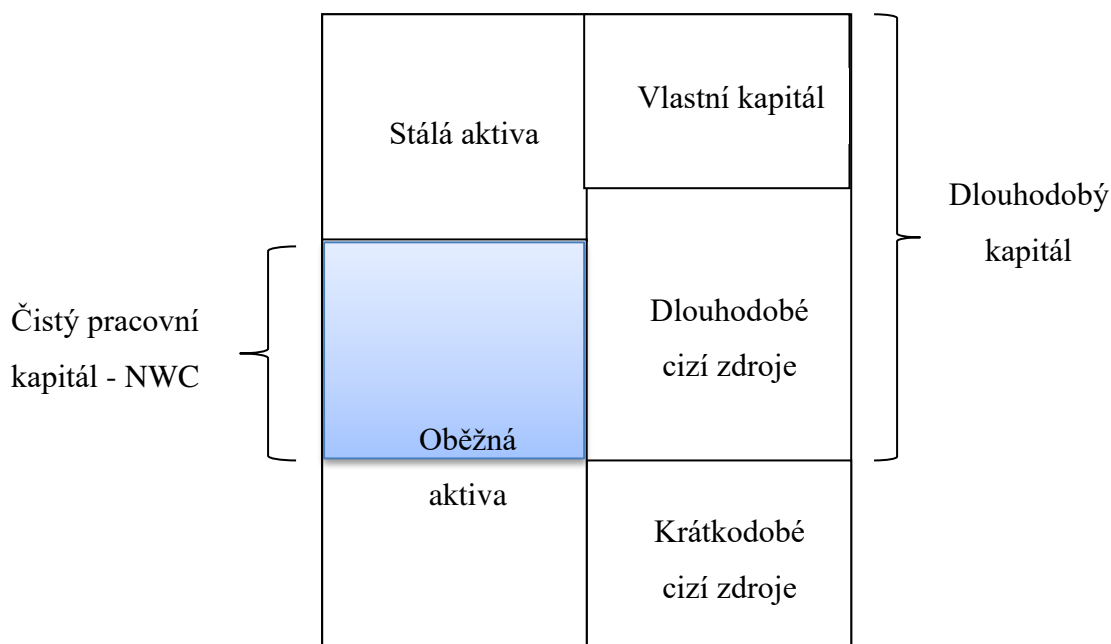 Vlastní kapitál
Stálá aktiva
Dlouhodobý
kapitál
Čistý pracovní
kapitál - NWC
Dlouhodobé
cizí zdroje
Oběžná
aktiva
Krátkodobé
cizí zdroje